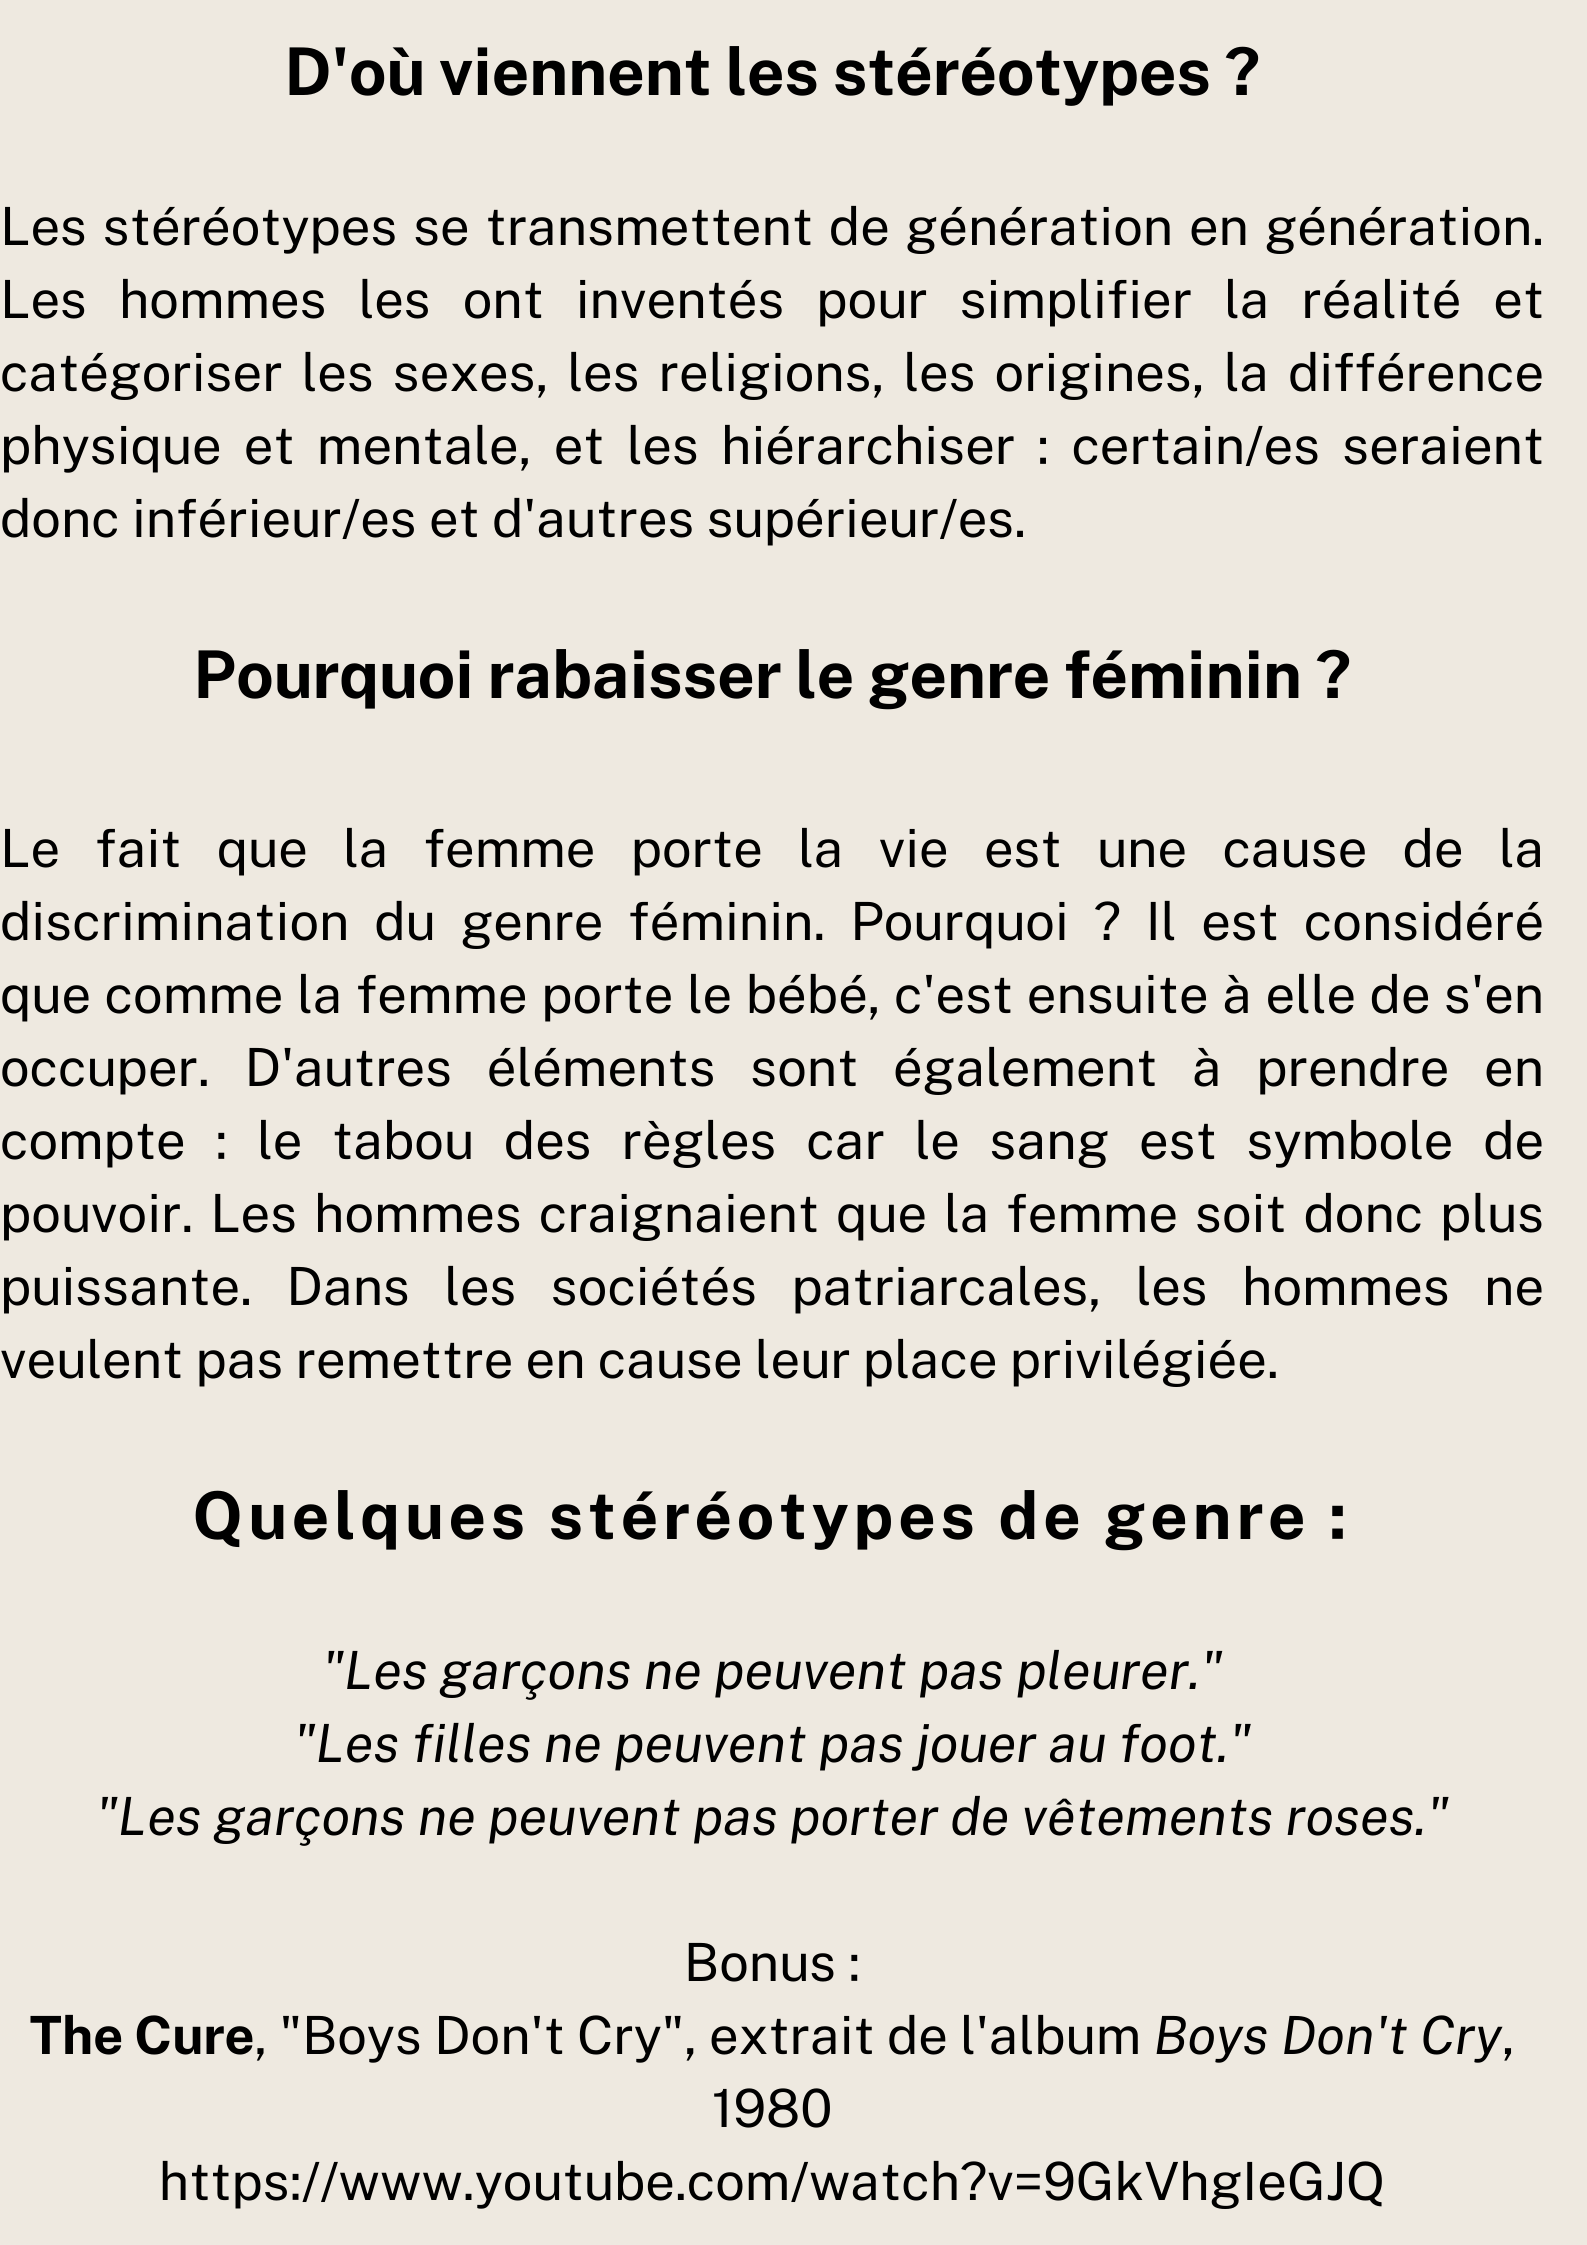 D'où viennent les stéréotypes ?
Les stéréotypes se transmettent de génération en génération.
Les hommes les ont inventés pour simplifier la réalité et
catégoriser les sexes, les religions, les origines, la différence
physique et mentale, et les hiérarchiser : certain/es seraient
donc inférieur/es et d'autres supérieur/es.
Pourquoi rabaisser le genre féminin ?
Le fait que la femme porte la vie est une cause de la
discrimination du genre féminin. Pourquoi ? Il est considéré
que comme la femme porte le bébé, c'est ensuite à elle de s'en
occuper. D'autres éléments sont également à prendre en
compte : le tabou des règles car le sang est symbole de
pouvoir. Les hommes craignaient que la femme soit donc plus
puissante. Dans les sociétés patriarcales, les hommes ne
veulent pas remettre en cause leur place privilégiée.
Quelques stéréotypes de genre :
"Les garçons ne peuvent pas pleurer."
"Les filles ne peuvent pas jouer au foot."
"Les garçons ne peuvent pas porter de vêtements roses."
Bonus :
The Cure, "Boys Don't Cry", extrait de l'album Boys Don't Cry,
1980
https://www.youtube.com/watch?v=9GkVhgIeGJQ